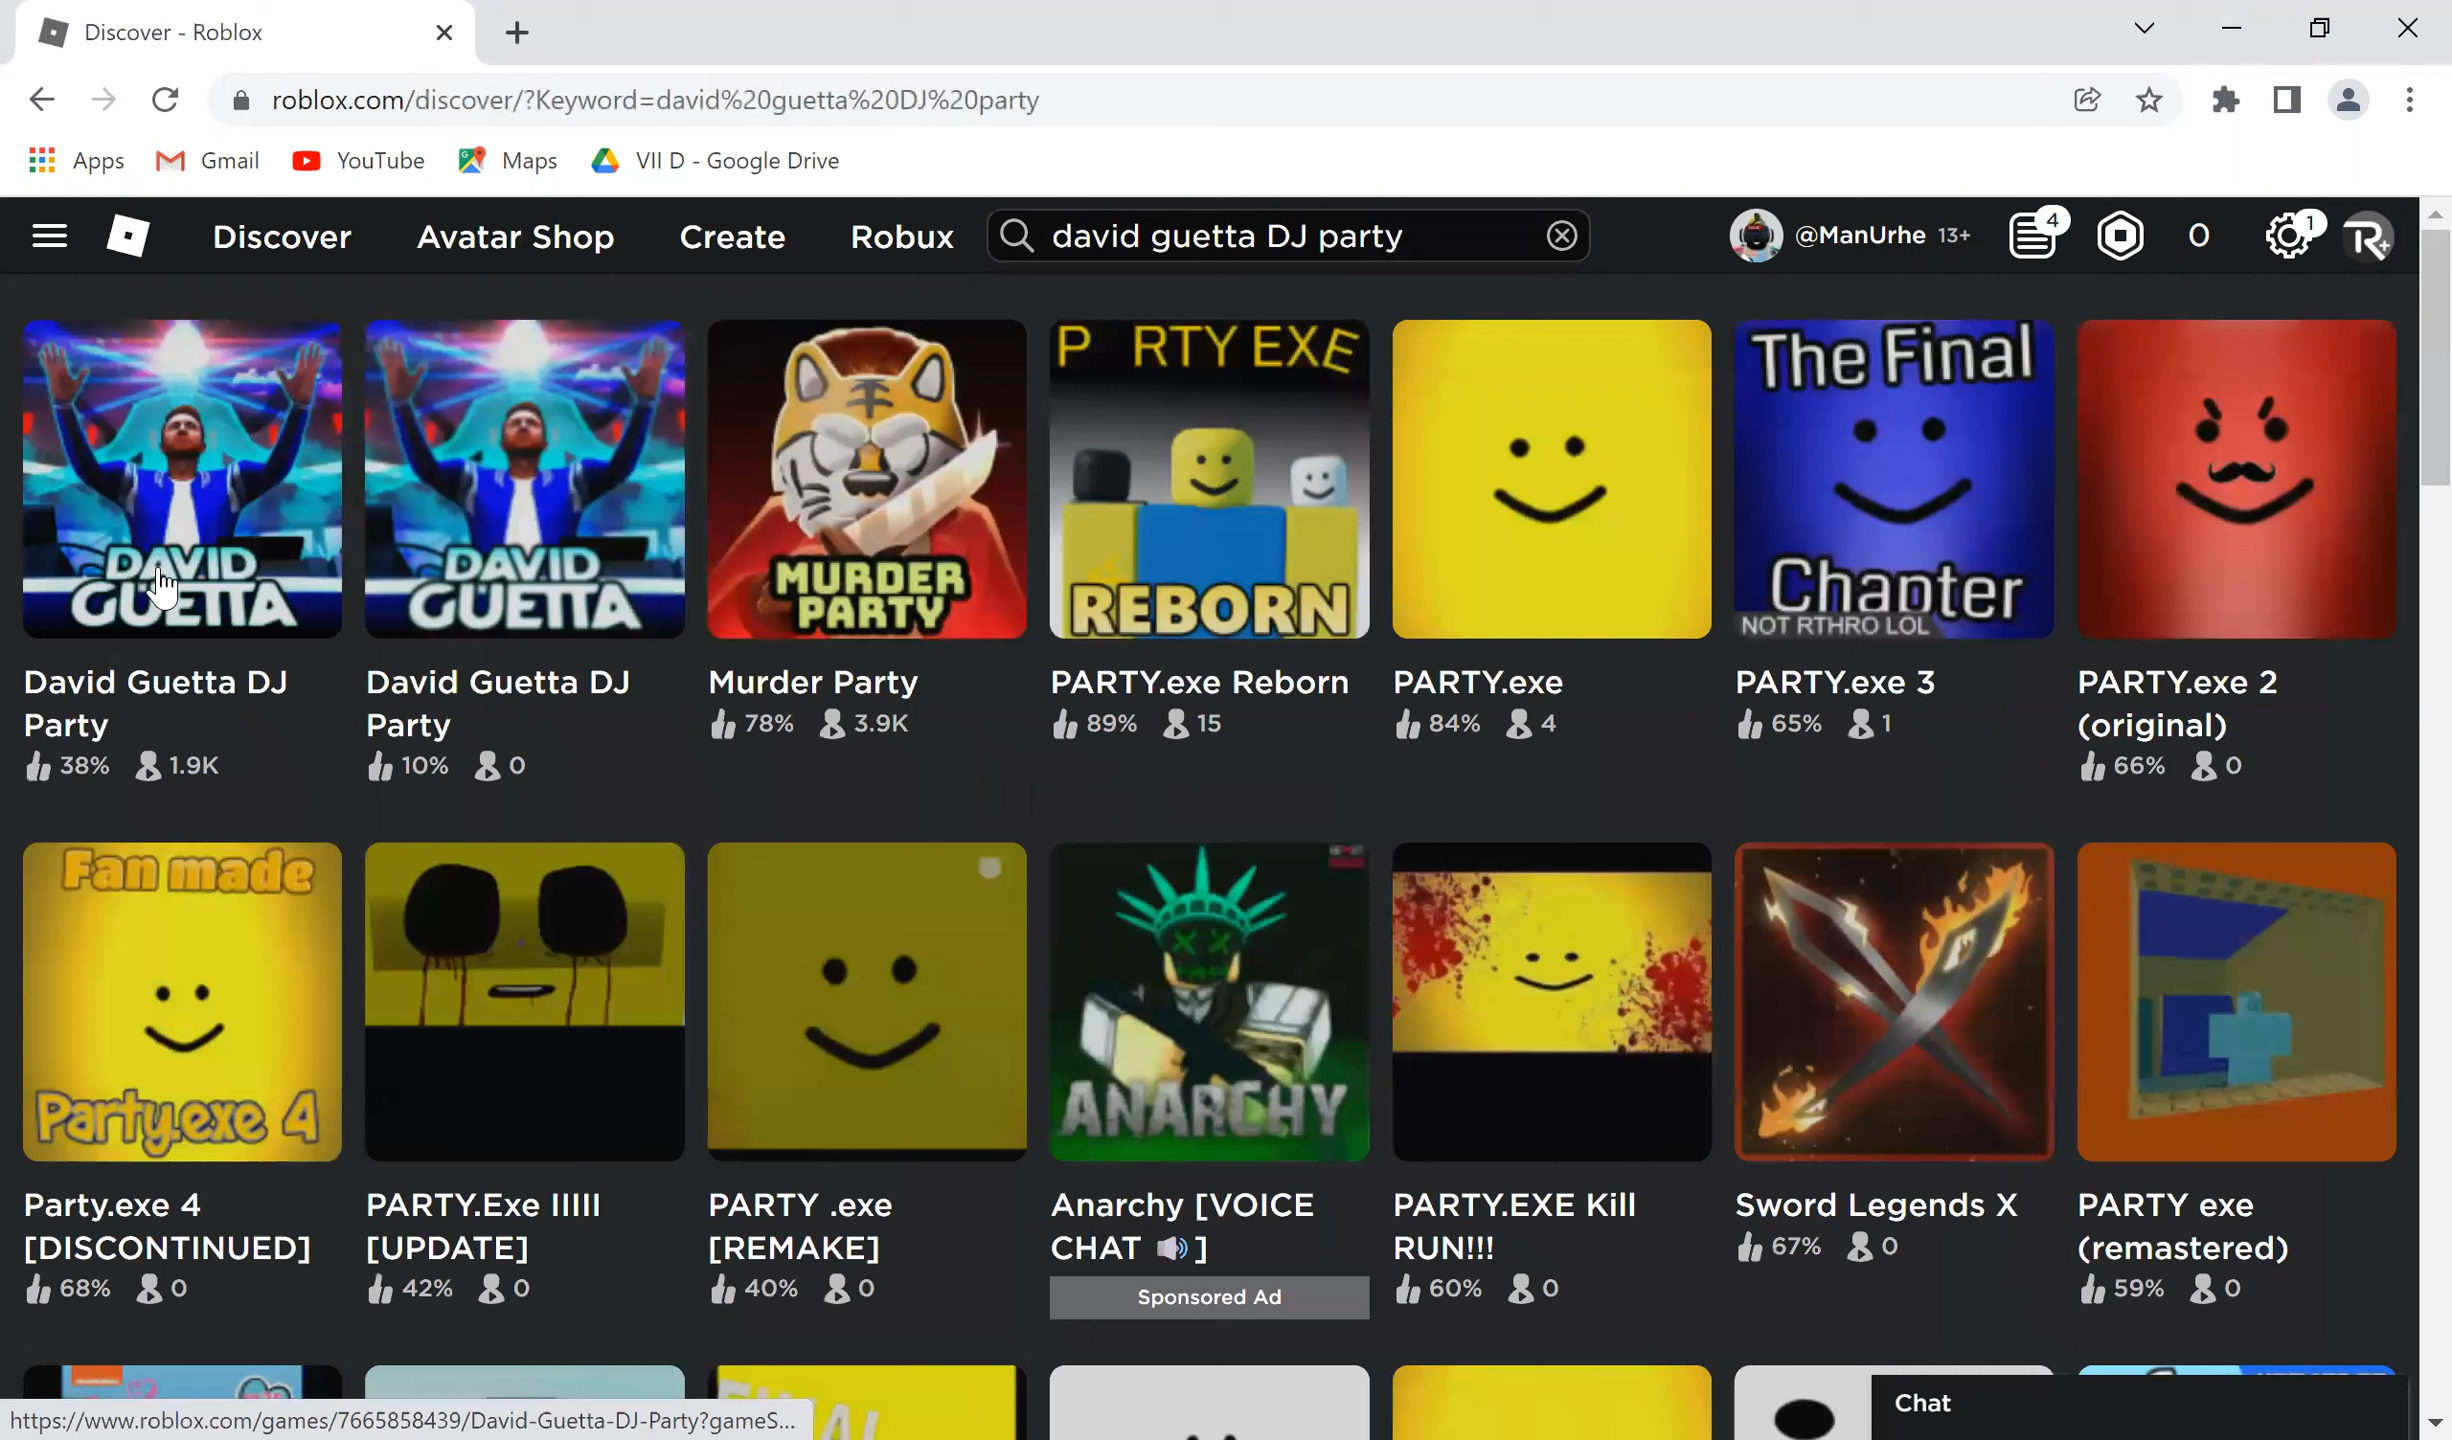 Discover - Roblox
roblox.com/discover/?Keyword=david%20guetta%20DJ%20party
Apps Gmail YouTube Maps VII D - Google Drive
Discover Avatar Shop Create Robux david guetta DJ party @ManUrhe 13+ 4 0 1
DAVID GUETTA
DAVID GUETTA
MURDER PARTY
P RTY EXE
REBORN
The Final Chapter
NOT RTHRO LOL
David Guetta DJ Party
38% 1.9K
David Guetta DJ Party
10% 0
Murder Party
78% 3.9K
PARTY.exe Reborn
89% 15
PARTY.exe
84% 4
PARTY.exe 3
65% 1
PARTY.exe 2 (original)
66% 0
Fan made
Party.exe 4
ANARCHY
Party.exe 4 [DISCONTINUED]
68% 0
PARTY.Exe IIIII [UPDATE]
42% 0
PARTY .exe [REMAKE]
40% 0
Anarchy [VOICE CHAT 🔊]
Sponsored Ad
PARTY.EXE Kill RUN!!!
60% 0
Sword Legends X
67% 0
PARTY exe (remastered)
59% 0
Chat
https://www.roblox.com/games/7665858439/David-Guetta-DJ-Party?gameS...